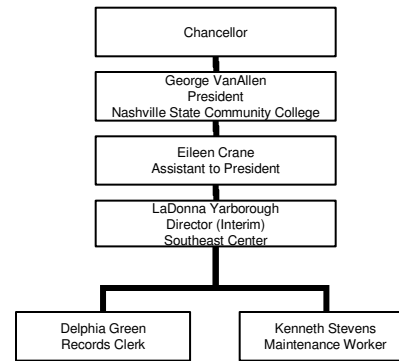 Chancellor
George VanAllen
President
Nashville State Community College
Eileen Crane
Assistant to President
LaDonna Yarborough
Director (Interim)
Southeast Center
Delphia Green
Records Clerk
Kenneth Stevens
Maintenance Worker